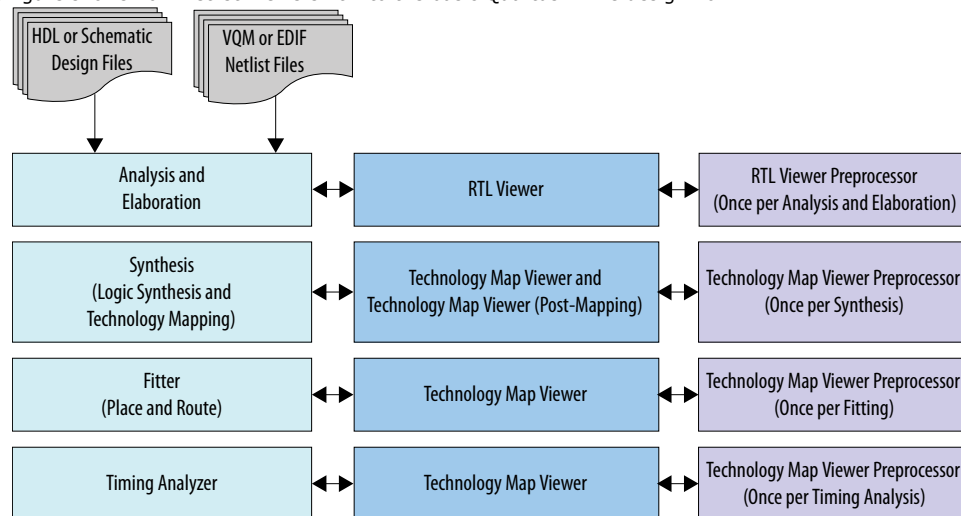 HDL or Schematic
Design Files
VQM or EDIF
Netlist Files
Analysis and
Elaboration
RTL Viewer
RTL Viewer Preprocessor
(Once per Analysis and Elaboration)
Synthesis
(Logic Synthesis and
Technology Mapping)
Technology Map Viewer and
Technology Map Viewer (Post-Mapping)
Technology Map Viewer Preprocessor
(Once per Synthesis)
Fitter
(Place and Route)
Technology Map Viewer
Technology Map Viewer Preprocessor
(Once per Fitting)
Timing Analyzer
Technology Map Viewer
Technology Map Viewer Preprocessor
(Once per Timing Analysis)